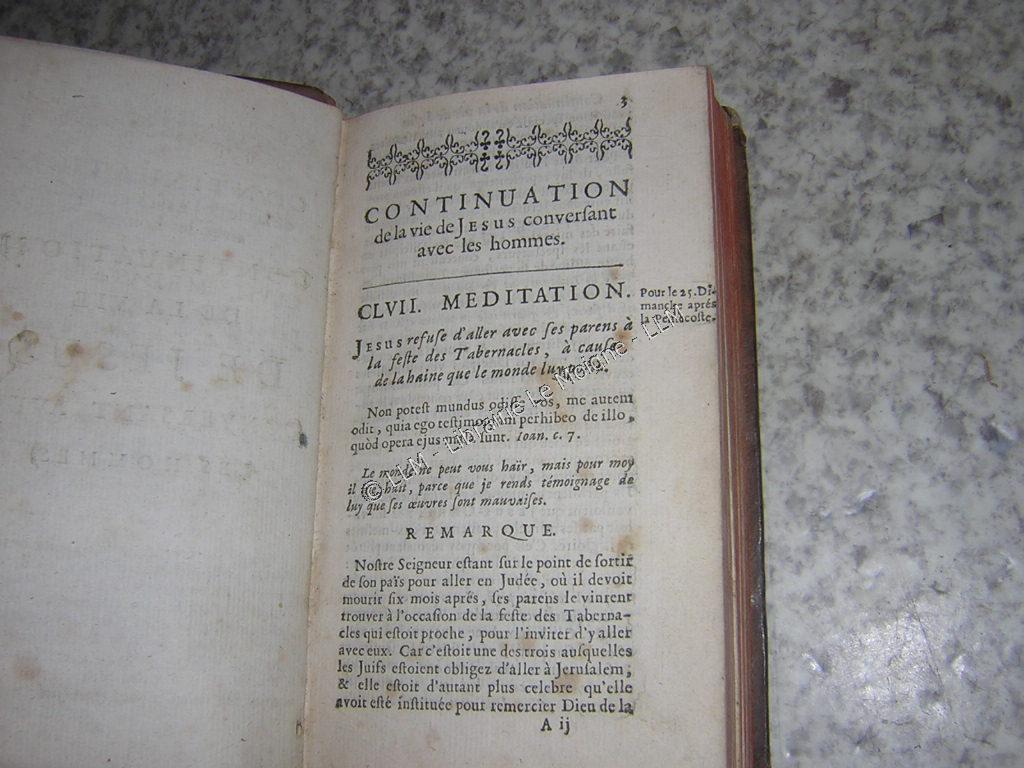 3
CONTINUATION
de la vie de JESUS converſant
avec les hommes.
CLVII. MEDITATION.
Pour le 25. Di-
manche aprés
la Pentecoſte.
JESUS refuſe d'aller avec ſes parens à
la feſte des Tabernacles, à cauſe
de la haine que le monde luy
Non poteſt mundus odiſſe vos, me autem
odit, quia ego teſtimonium perhibeo de illo,
quòd opera ejus mala ſunt. Ioan. c. 7.
Le monde ne peut vous haïr, mais pour moy
il me hait, parce que je rends témoignage de
luy que ſes œuvres ſont mauvaiſes.
REMARQUE.
Noſtre Seigneur eſtant ſur le point de ſortir
de ſon païs pour aller en Judée, où il devoit
mourir ſix mois aprés, ſes parens le vinrent
trouver à l'occaſion de la feſte des Taberna-
cles qui eſtoit proche, pour l'inviter d'y aller
avec eux. Car c'eſtoit une des trois auſquelles
les Juifs eſtoient obligez d'aller à Jeruſalem;
& elle eſtoit d'autant plus celebre qu'elle
avoit eſté inſtituée pour remercier Dieu de la
A ij
© LLM - Librairie Le Moigne - LLM